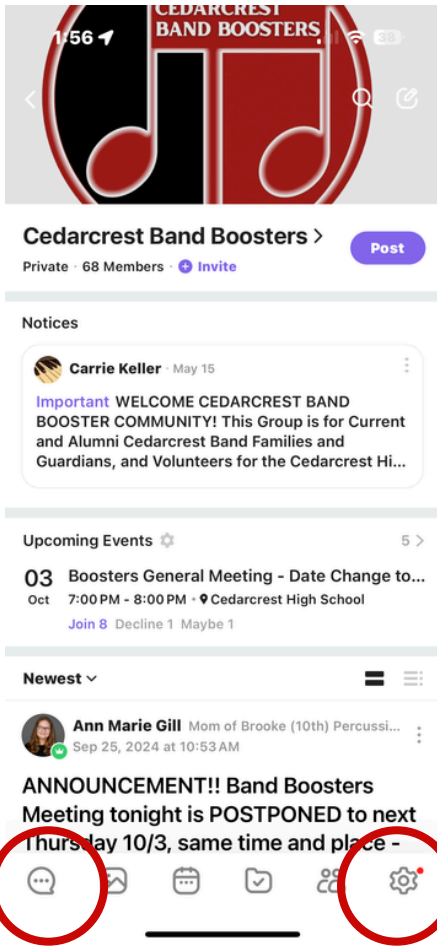 CEDARCREST
BAND BOOSTERS
1:56
38
Cedarcrest Band Boosters >
Post
Private · 68 Members · Invite
Notices
Carrie Keller · May 15
Important WELCOME CEDARCREST BAND
BOOSTER COMMUNITY! This Group is for Current
and Alumni Cedarcrest Band Families and
Guardians, and Volunteers for the Cedarcrest Hi...
Upcoming Events
5 >
03 Boosters General Meeting - Date Change to...
Oct 7:00 PM - 8:00 PM · Cedarcrest High School
Join 8 Decline 1 Maybe 1
Newest
Ann Marie Gill Mom of Brooke (10th) Percussi...
Sep 25, 2024 at 10:53 AM
ANNOUNCEMENT!! Band Boosters
Meeting tonight is POSTPONED to next
Thursday 10/3, same time and place -